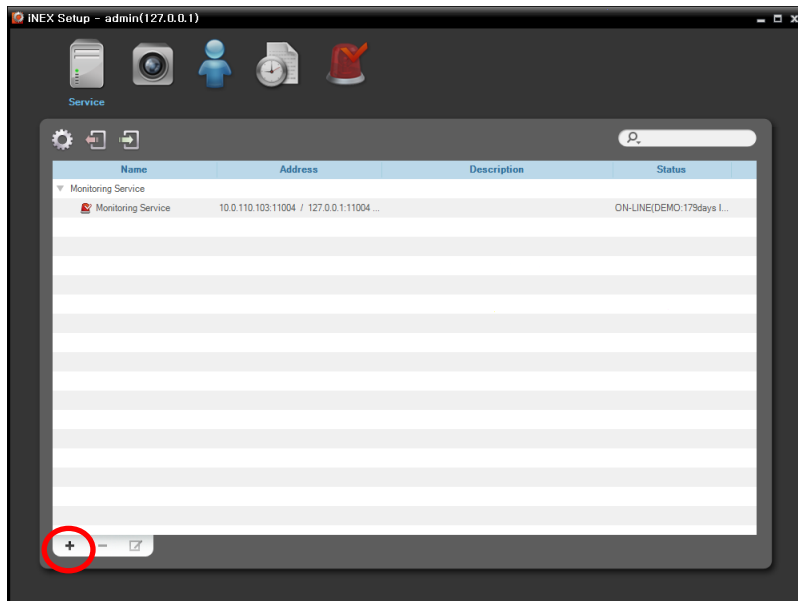 iNEX Setup - admin(127.0.0.1)
Service
Name Address Description Status
Monitoring Service
Monitoring Service 10.0.110.103:11004 / 127.0.0.1:11004 ... ON-LINE(DEMO:179days l...